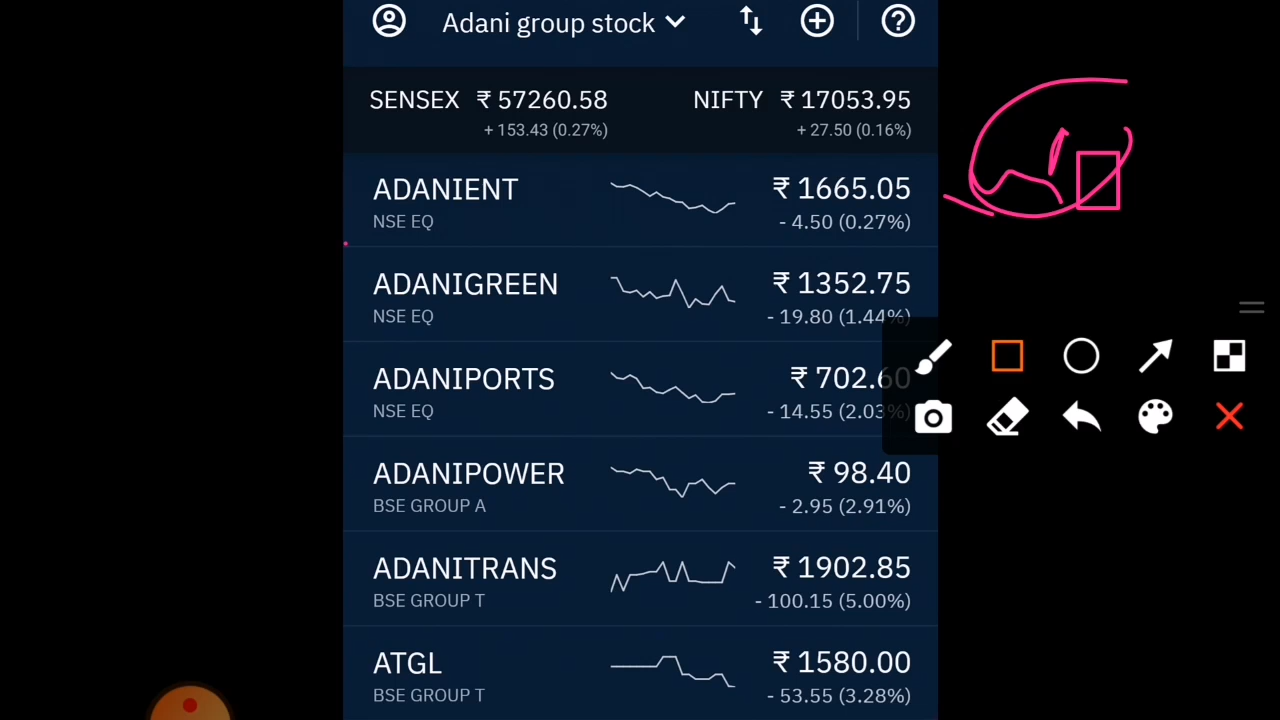 Adani group stock
SENSEX ₹ 57260.58 NIFTY ₹ 17053.95
+ 153.43 (0.27%) + 27.50 (0.16%)
ADANIENT ₹ 1665.05
NSE EQ - 4.50 (0.27%)
ADANIGREEN ₹ 1352.75
NSE EQ - 19.80 (1.44%)
ADANIPORTS ₹ 702.60
NSE EQ - 14.55 (2.03%)
ADANIPOWER ₹ 98.40
BSE GROUP A - 2.95 (2.91%)
ADANITRANS ₹ 1902.85
BSE GROUP T - 100.15 (5.00%)
ATGL ₹ 1580.00
BSE GROUP T - 53.55 (3.28%)